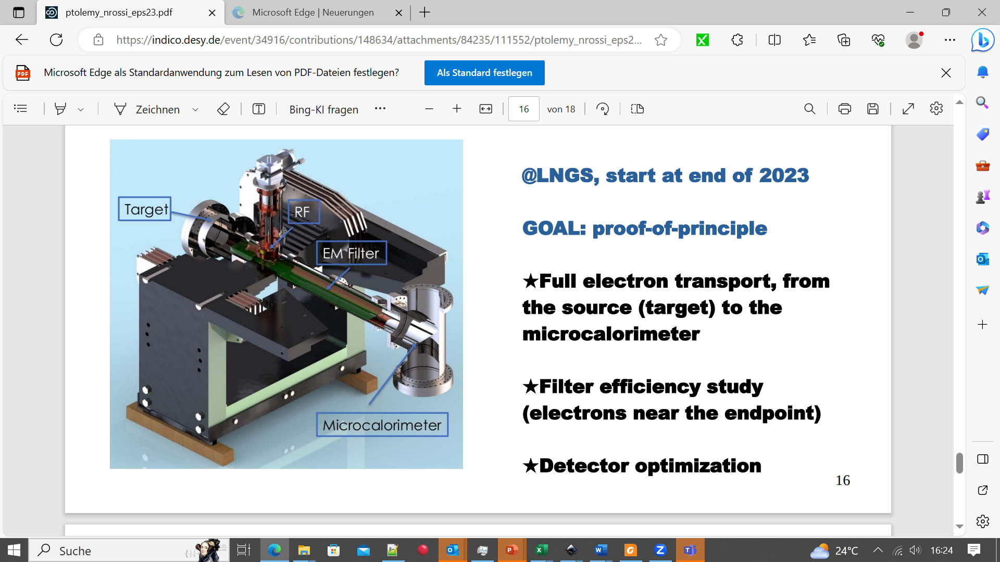 ptolemy_nrossi_eps23.pdf
Microsoft Edge | Neuerungen
https://indico.desy.de/event/34916/contributions/148634/attachments/84235/111552/ptolemy_nrossi_eps2...
PDF
Microsoft Edge als Standardanwendung zum Lesen von PDF-Dateien festlegen?
Als Standard festlegen
Zeichnen
Bing-KI fragen
16
von 18
Target
RF
EM Filter
Microcalorimeter
@LNGS, start at end of 2023
GOAL: proof-of-principle
★Full electron transport, from
the source (target) to the
microcalorimeter
★Filter efficiency study
(electrons near the endpoint)
★Detector optimization
16
Suche
24°C
16:24